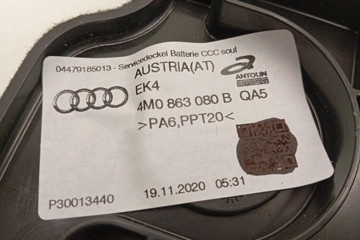 04479185013 - Servicedeckel Batterie CCC soul
AUSTRIA(AT)
ANTOLIN
EK4
4M0 863 080 B QA5
>PA6,PPT20<
P30013440
19.11.2020 05:31